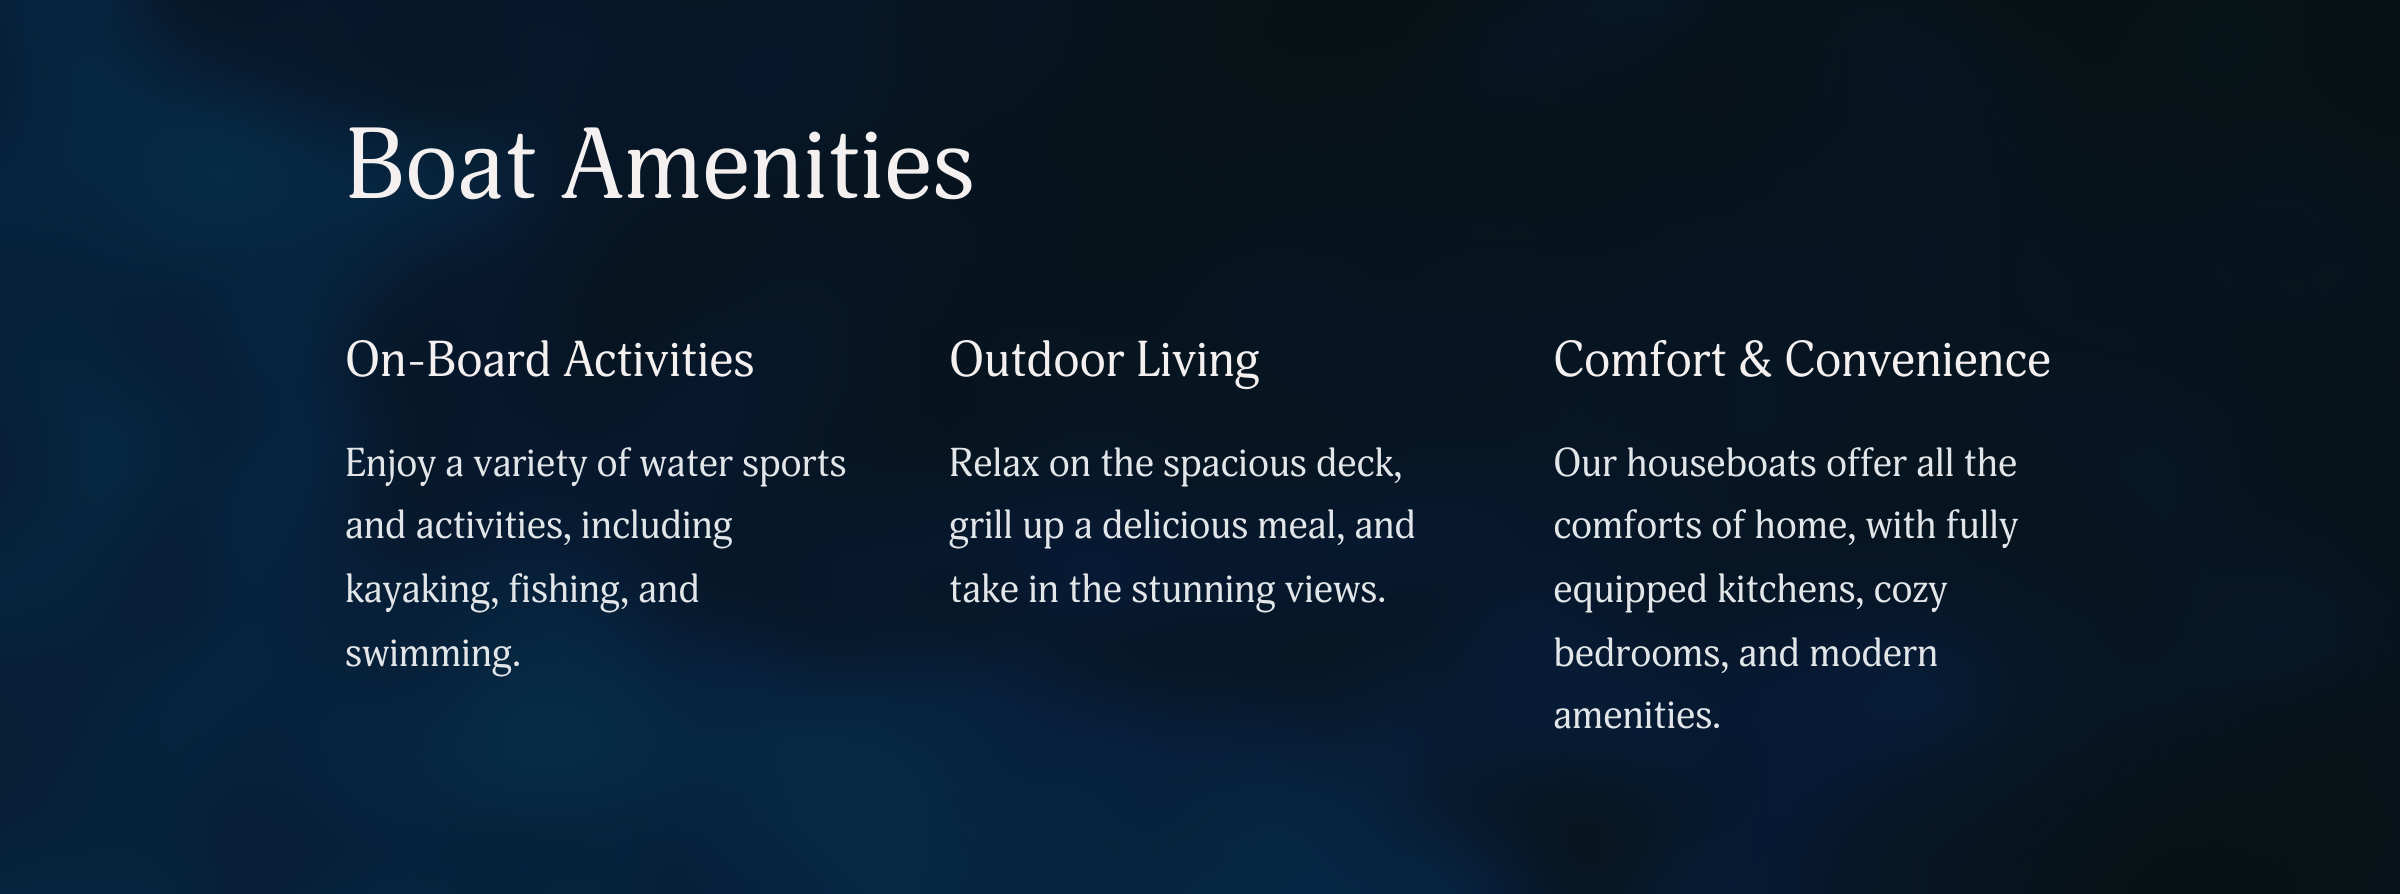 Boat Amenities
On-Board Activities
Enjoy a variety of water sports
and activities, including
kayaking, fishing, and
swimming.
Outdoor Living
Relax on the spacious deck,
grill up a delicious meal, and
take in the stunning views.
Comfort & Convenience
Our houseboats offer all the
comforts of home, with fully
equipped kitchens, cozy
bedrooms, and modern
amenities.